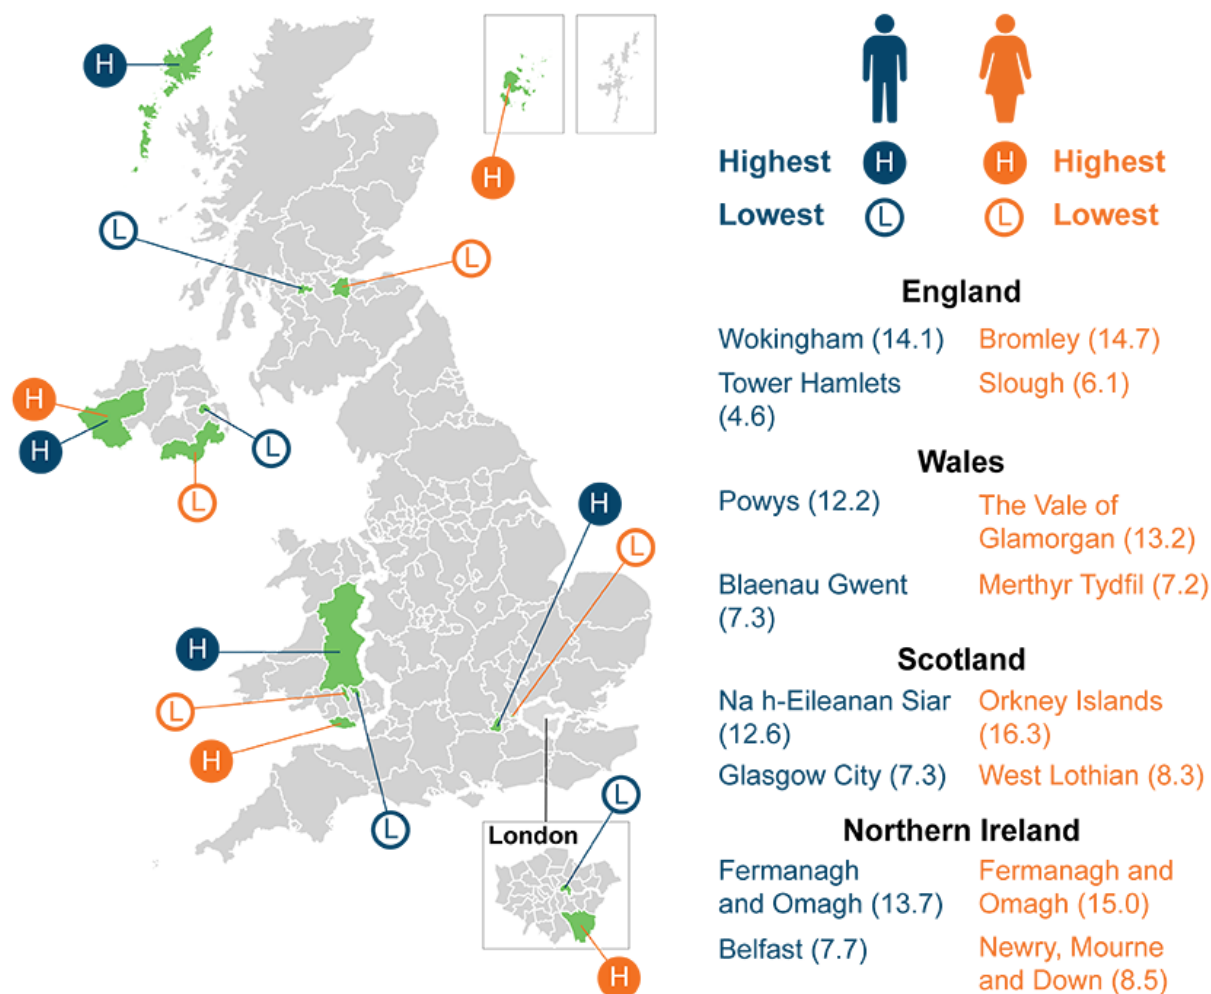 H
H
Highest H H Highest
L
Lowest L L Lowest
L
England
Wokingham (14.1) Bromley (14.7)
Tower Hamlets Slough (6.1)
(4.6)
H
H
L
L
Wales
H
Powys (12.2) The Vale of
Glamorgan (13.2)
L
Blaenau Gwent Merthyr Tydfil (7.2)
(7.3)
H
Scotland
L
Na h-Eileanan Siar Orkney Islands
(12.6) (16.3)
H
Glasgow City (7.3) West Lothian (8.3)
L
L
London
Northern Ireland
Fermanagh Fermanagh and
and Omagh (13.7) Omagh (15.0)
Belfast (7.7) Newry, Mourne
and Down (8.5)
H